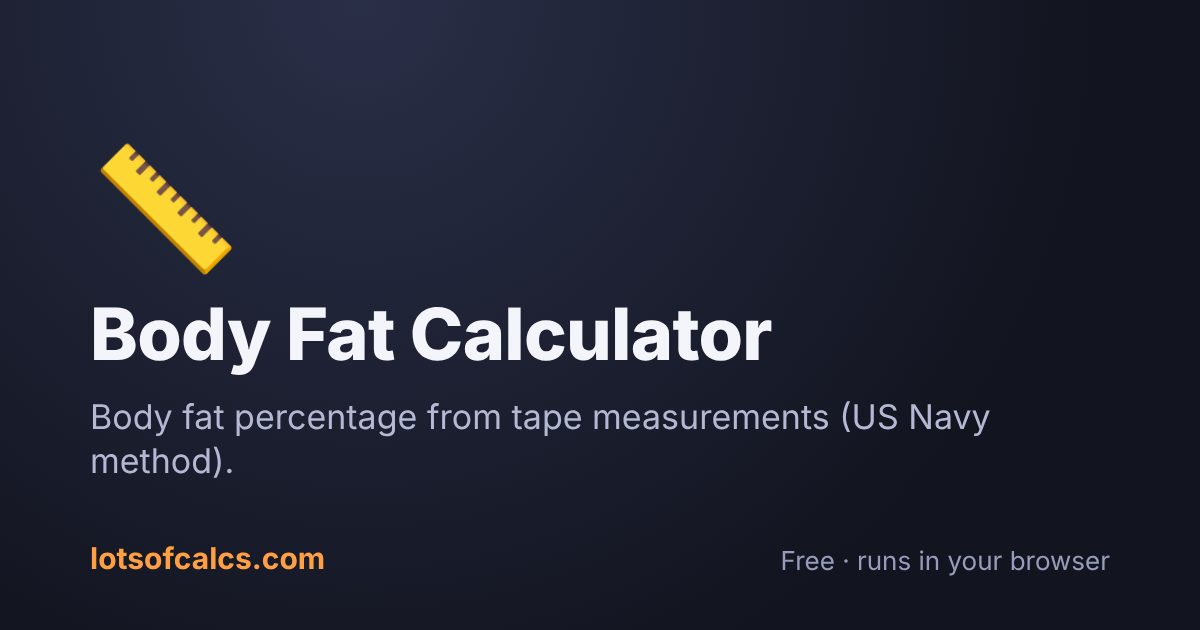 Body Fat Calculator
Body fat percentage from tape measurements (US Navy
method).
lotsofcalcs.com
Free · runs in your browser